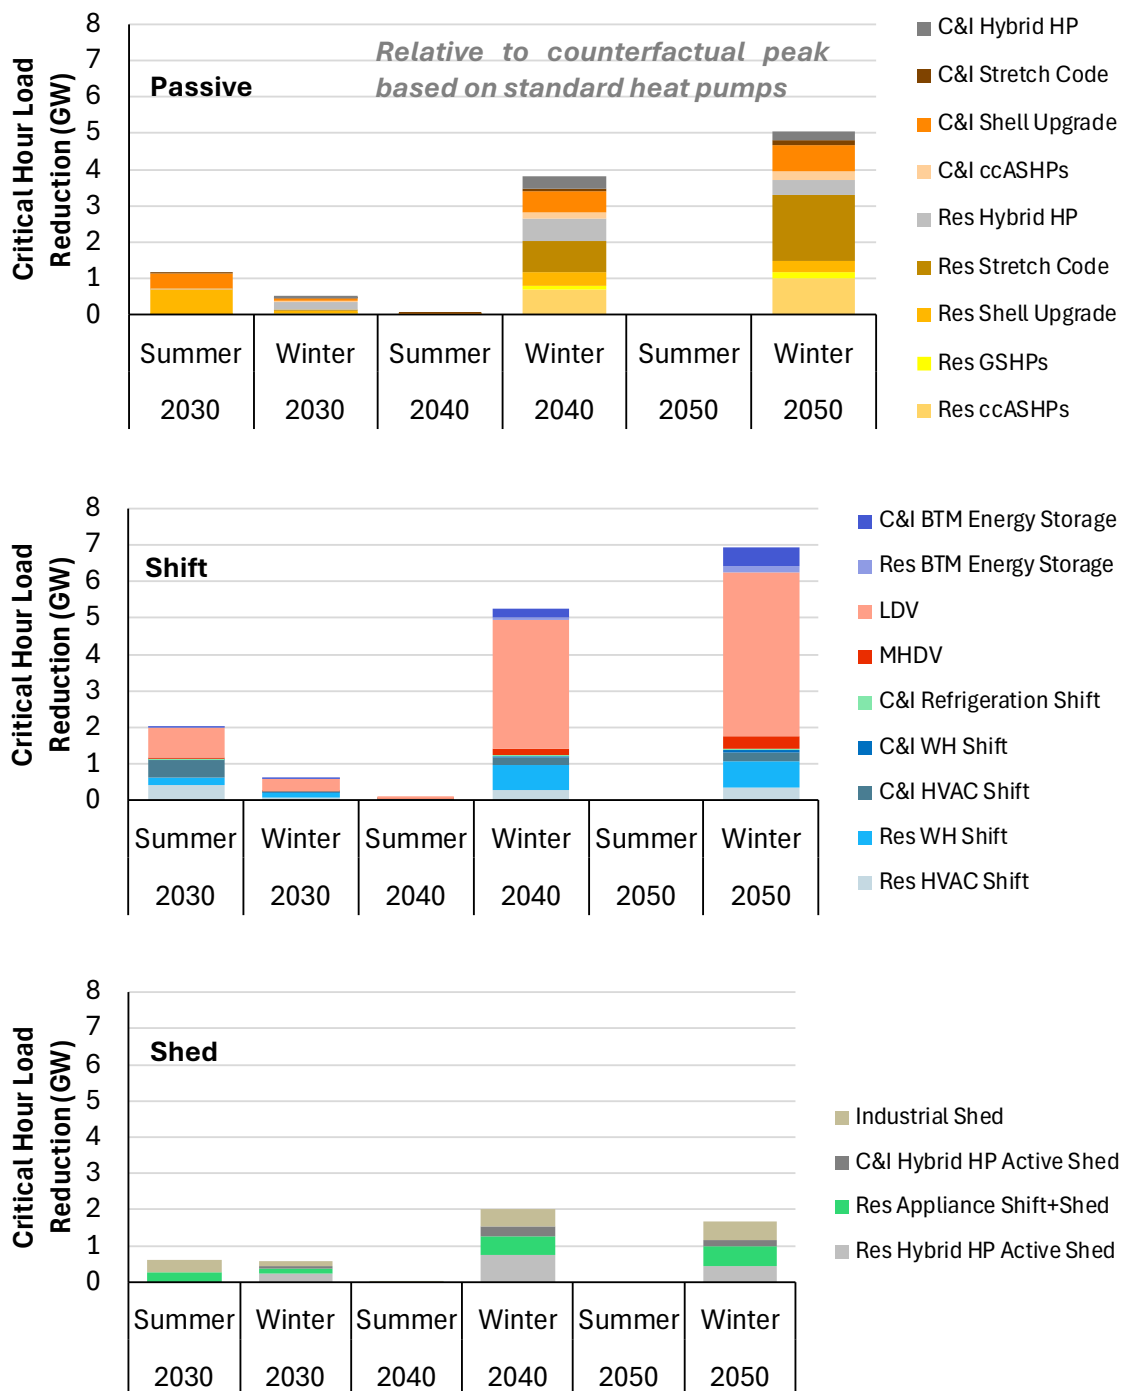 Critical Hour Load
Reduction (GW)
8
7
6
5
4
3
2
1
0
Passive
Relative to counterfactual peak
based on standard heat pumps
Summer Winter Summer Winter Summer Winter
2030 2030 2040 2040 2050 2050
C&I Hybrid HP
C&I Stretch Code
C&I Shell Upgrade
C&I ccASHPs
Res Hybrid HP
Res Stretch Code
Res Shell Upgrade
Res GSHPs
Res ccASHPs
Critical Hour Load
Reduction (GW)
8
7
6
5
4
3
2
1
0
Shift
Summer Winter Summer Winter Summer Winter
2030 2030 2040 2040 2050 2050
C&I BTM Energy Storage
Res BTM Energy Storage
LDV
MHDV
C&I Refrigeration Shift
C&I WH Shift
C&I HVAC Shift
Res WH Shift
Res HVAC Shift
Critical Hour Load
Reduction (GW)
8
7
6
5
4
3
2
1
0
Shed
Summer Winter Summer Winter Summer Winter
2030 2030 2040 2040 2050 2050
Industrial Shed
C&I Hybrid HP Active Shed
Res Appliance Shift+Shed
Res Hybrid HP Active Shed